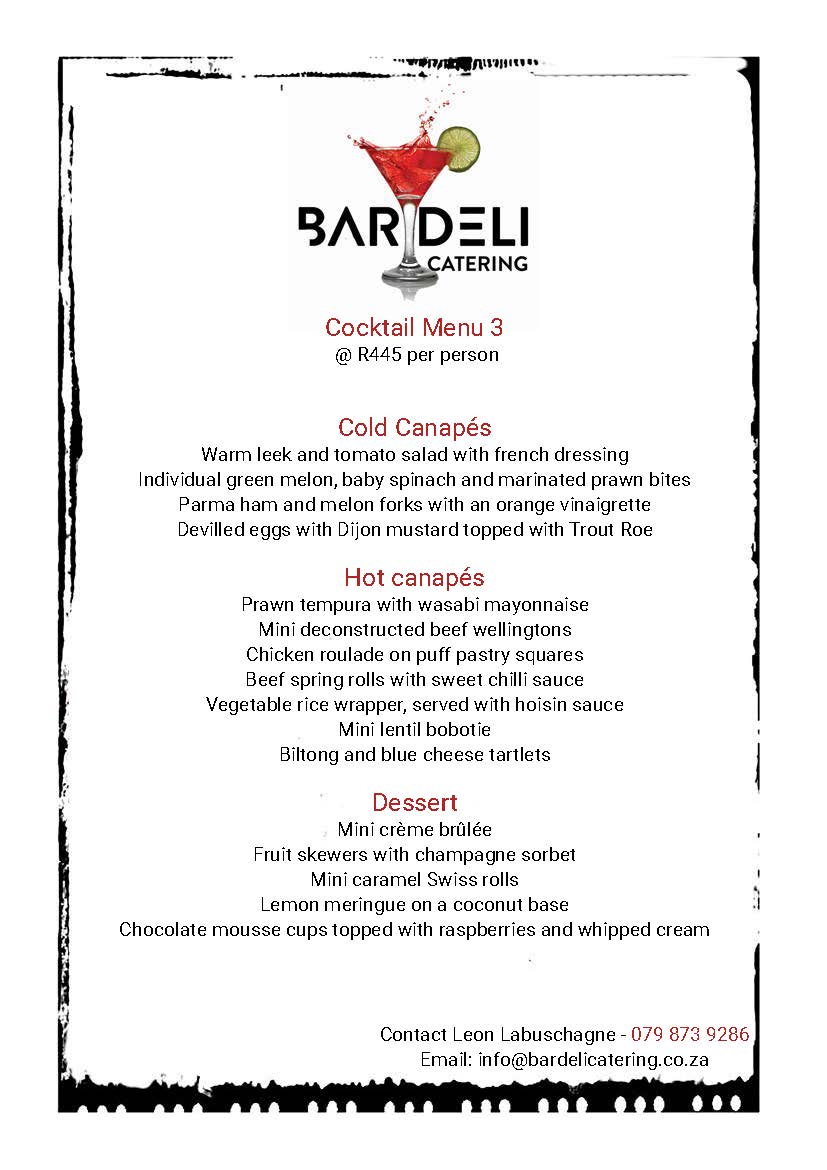 BAR DELI
CATERING
Cocktail Menu 3
@ R445 per person
Cold Canapés
Warm leek and tomato salad with french dressing
Individual green melon, baby spinach and marinated prawn bites
Parma ham and melon forks with an orange vinaigrette
Devilled eggs with Dijon mustard topped with Trout Roe
Hot canapés
Prawn tempura with wasabi mayonnaise
Mini deconstructed beef wellingtons
Chicken roulade on puff pastry squares
Beef spring rolls with sweet chilli sauce
Vegetable rice wrapper, served with hoisin sauce
Mini lentil bobotie
Biltong and blue cheese tartlets
Dessert
Mini crème brûlée
Fruit skewers with champagne sorbet
Mini caramel Swiss rolls
Lemon meringue on a coconut base
Chocolate mousse cups topped with raspberries and whipped cream
Contact Leon Labuschagne - 079 873 9286
Email: info@bardelicatering.co.za